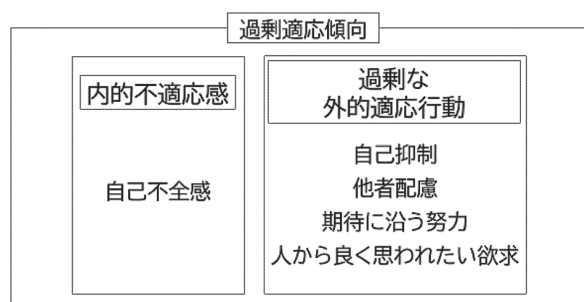 過剰適応傾向
内的不適応感
自己不全感
過剰な
外的適応行動
自己抑制
他者配慮
期待に沿う努力
人から良く思われたい欲求